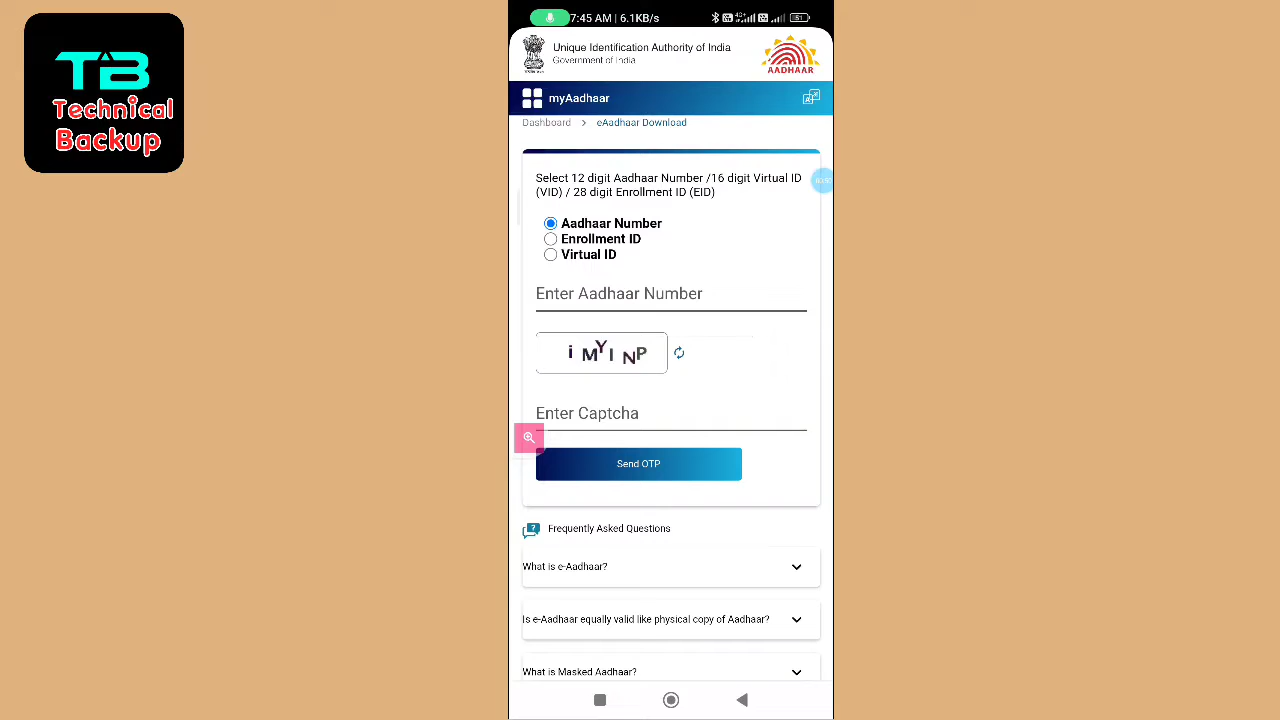 TB
Technical
Backup
7:45 AM | 6.1KB/s
51
Unique Identification Authority of India
Government of India
AADHAAR
myAadhaar
Dashboard > eAadhaar Download
Select 12 digit Aadhaar Number /16 digit Virtual ID
(VID) / 28 digit Enrollment ID (EID)
Aadhaar Number
Enrollment ID
Virtual ID
Enter Aadhaar Number
i M Y I N P
Enter Captcha
Send OTP
Frequently Asked Questions
What is e-Aadhaar?
Is e-Aadhaar equally valid like physical copy of Aadhaar?
What is Masked Aadhaar?